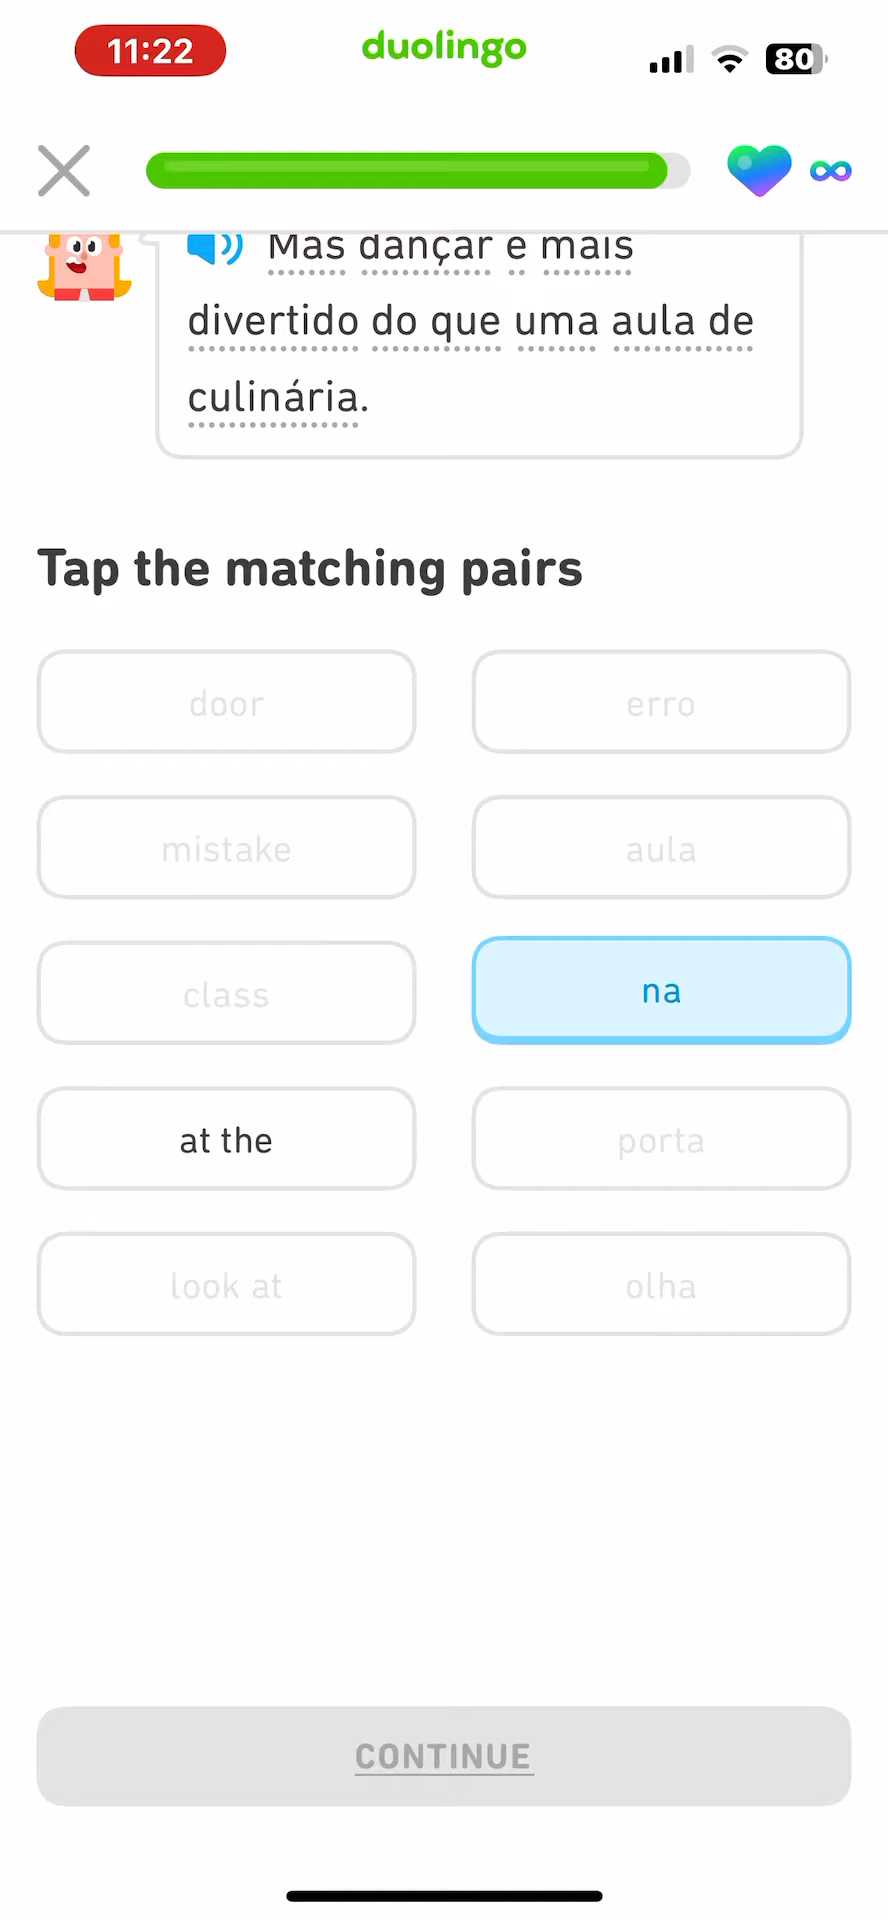 11:22
duolingo
80
Mas dançar é mais
divertido do que uma aula de
culinária.
Tap the matching pairs
door
erro
mistake
aula
class
na
at the
porta
look at
olha
CONTINUE